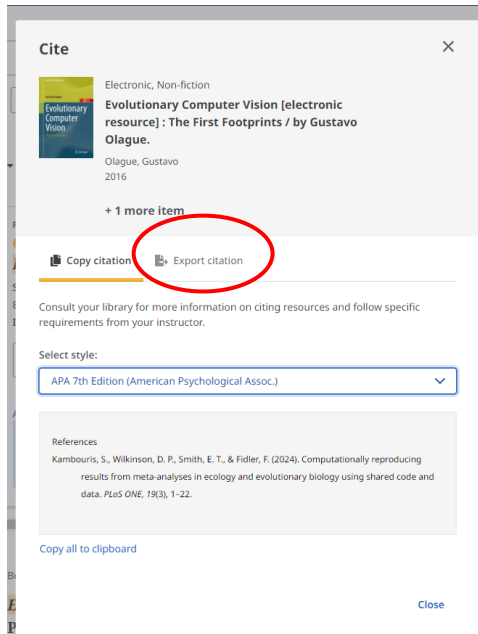 Cite
Evolutionary
Computer
Vision
Electronic, Non-fiction
Evolutionary Computer Vision [electronic
resource] : The First Footprints / by Gustavo
Olague.
Olague, Gustavo
2016
+ 1 more item
Copy citation
Export citation
Consult your library for more information on citing resources and follow specific
requirements from your instructor.
Select style:
APA 7th Edition (American Psychological Assoc.)
References
Kambouris, S., Wilkinson, D. P., Smith, E. T., & Fidler, F. (2024). Computationally reproducing
results from meta-analyses in ecology and evolutionary biology using shared code and
data. PLoS ONE, 19(3), 1–22.
Copy all to clipboard
Close